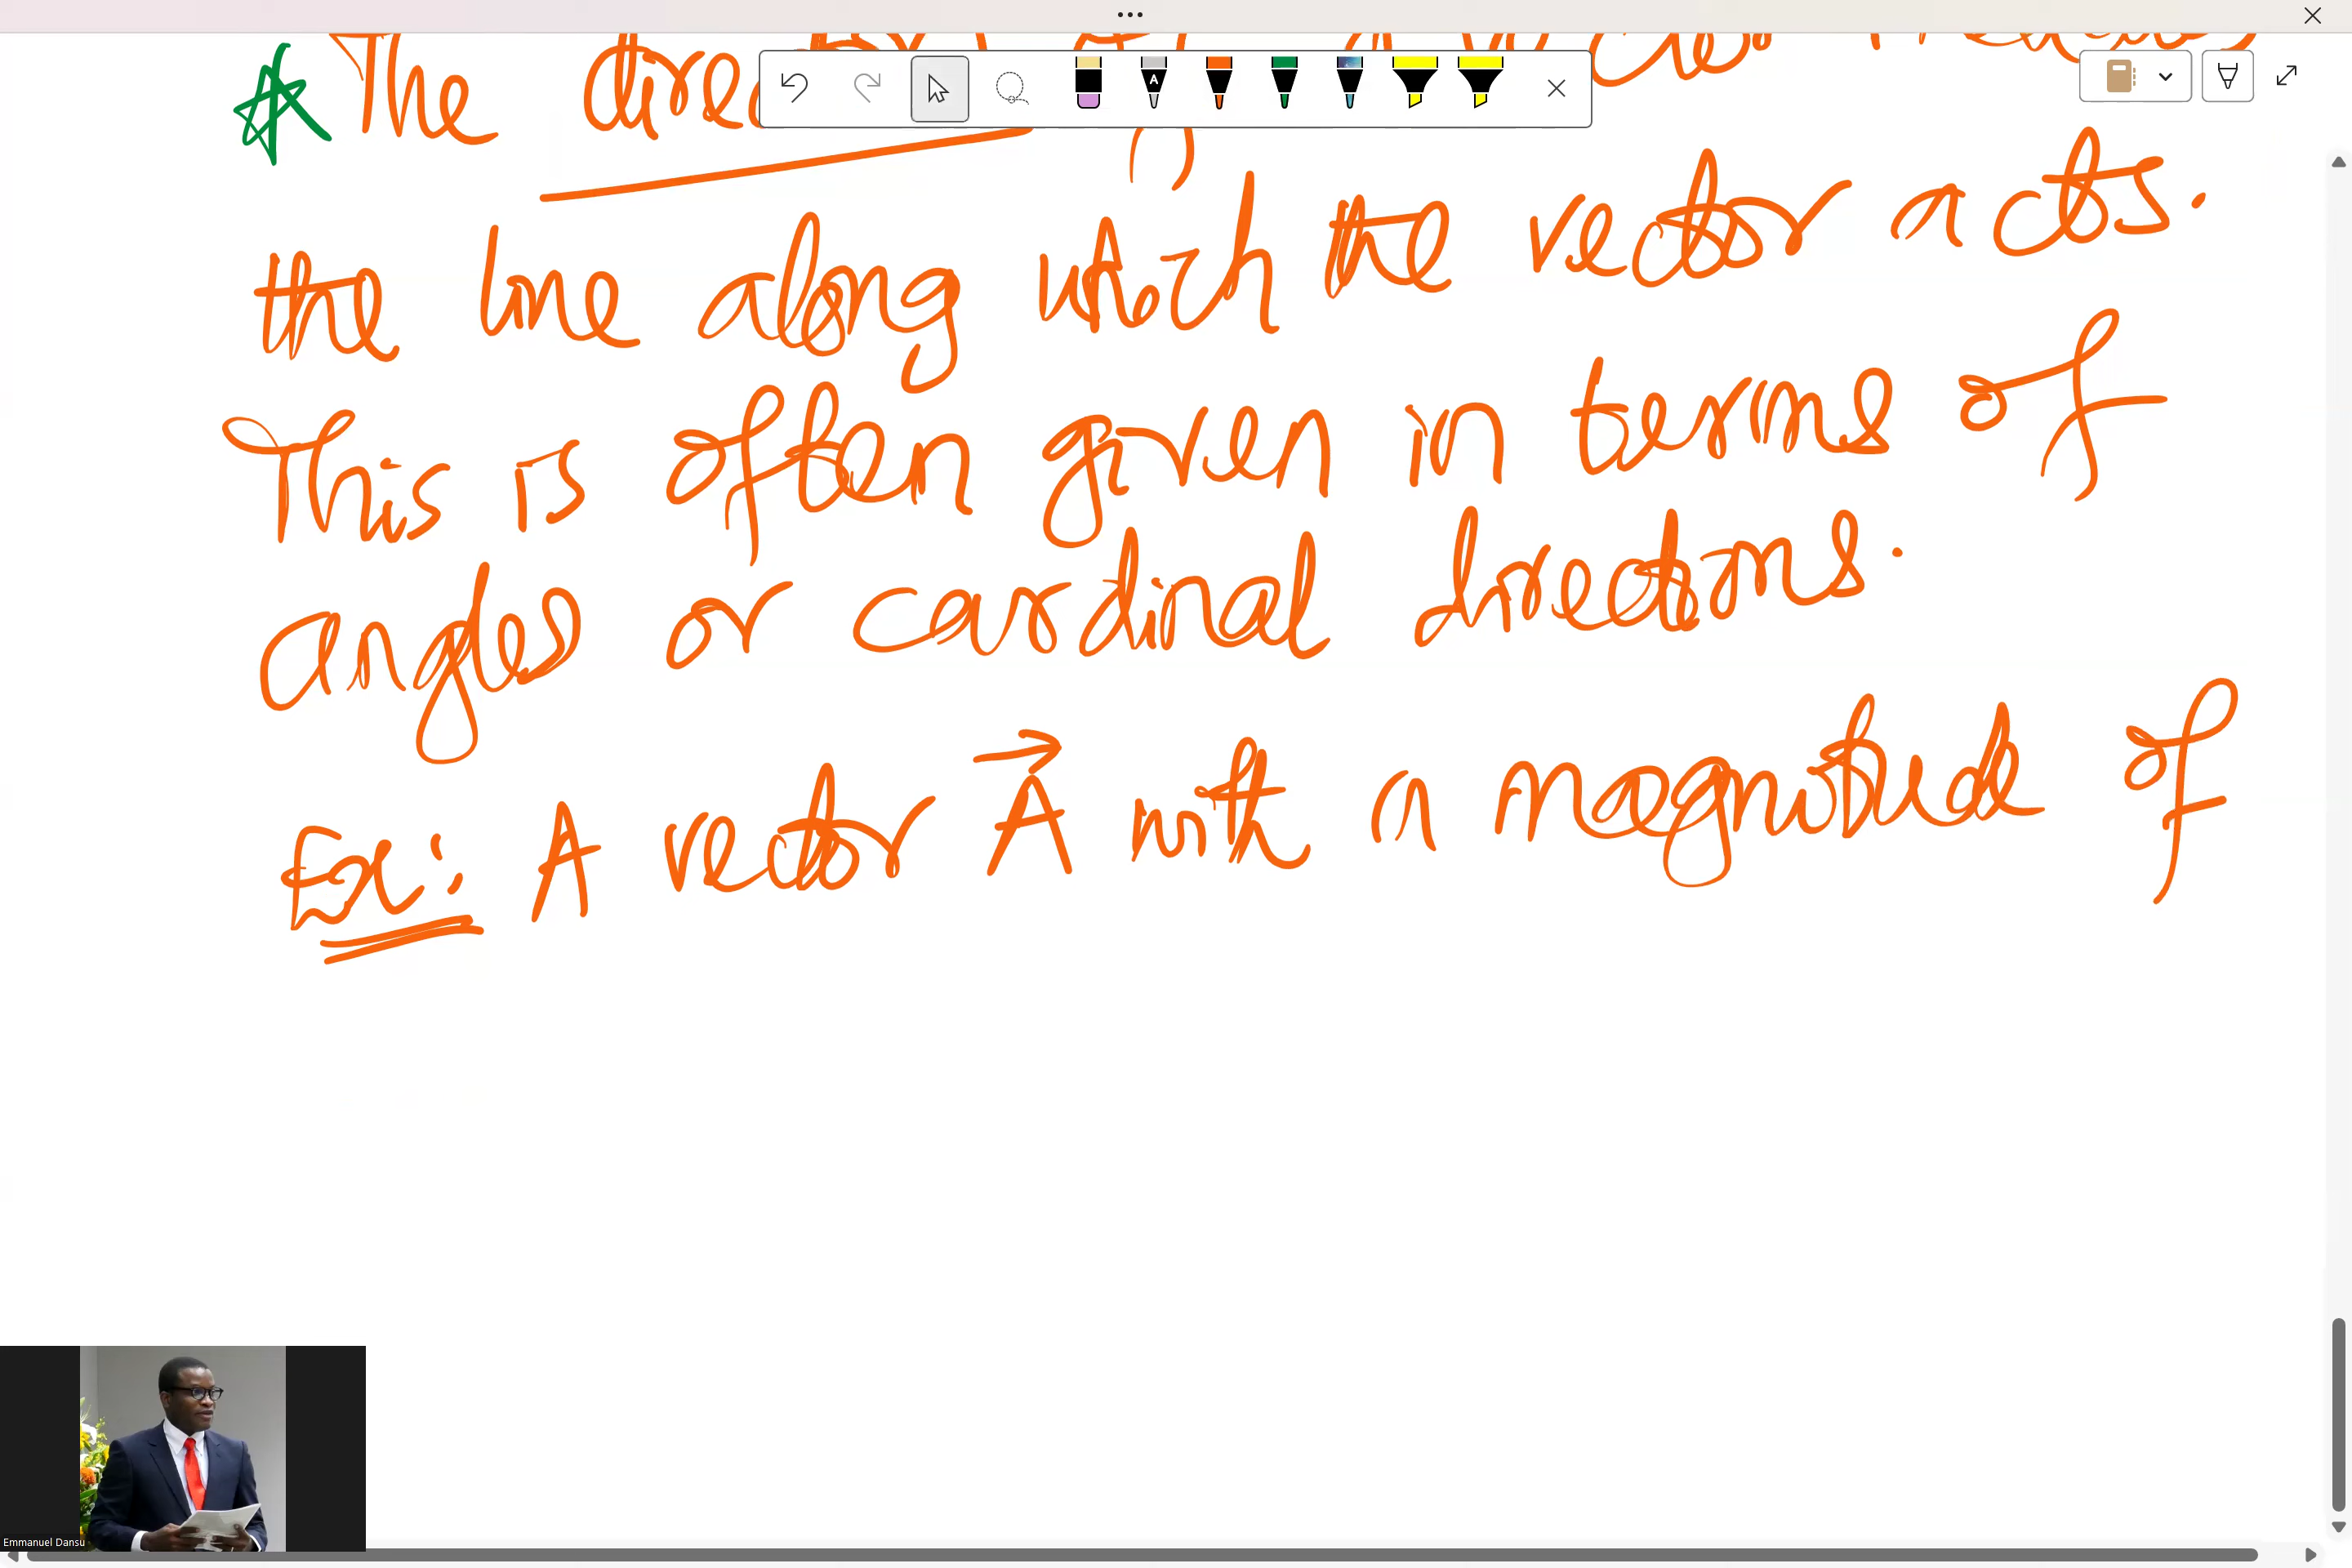 The
the line along which the vector acts.
This is often given in terms of
angles or cardinal directions.
Ex: A vector A with a magnitude of
Emmanuel Dansu